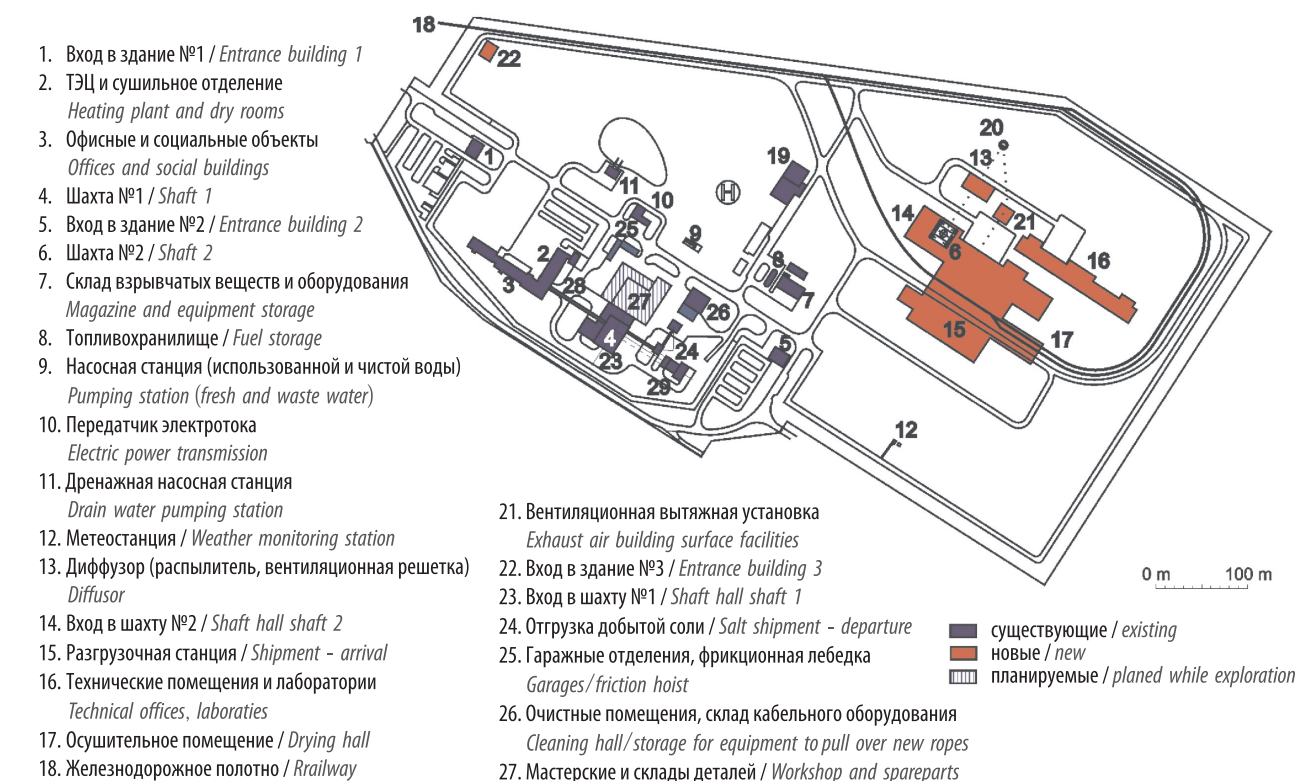 1. Вход в здание №1 / Entrance building 1
2. ТЭЦ и сушильное отделение
Heating plant and dry rooms
3. Офисные и социальные объекты
Offices and social buildings
4. Шахта №1 / Shaft 1
5. Вход в здание №2 / Entrance building 2
6. Шахта №2 / Shaft 2
7. Склад взрывчатых веществ и оборудования
Magazine and equipment storage
8. Топливохранилище / Fuel storage
9. Насосная станция (использованной и чистой воды)
Pumping station (fresh and waste water)
10. Передатчик электротока
Electric power transmission
11. Дренажная насосная станция
Drain water pumping station
12. Метеостанция / Weather monitoring station
13. Диффузор (распылитель, вентиляционная решетка)
Diffusor
14. Вход в шахту №2 / Shaft hall shaft 2
15. Разгрузочная станция / Shipment - arrival
16. Технические помещения и лаборатории
Technical offices, laboraties
17. Осушительное помещение / Drying hall
18. Железнодорожное полотно / Rrailway
21. Вентиляционная вытяжная установка
Exhaust air building surface facilities
22. Вход в здание №3 / Entrance building 3
23. Вход в шахту №1 / Shaft hall shaft 1
24. Отгрузка добытой соли / Salt shipment - departure
25. Гаражные отделения, фрикционная лебедка
Garages/friction hoist
26. Очистные помещения, склад кабельного оборудования
Cleaning hall/storage for equipment to pull over new ropes
27. Мастерские и склады деталей / Workshop and spareparts
18
22
1
11
10
19
H
20
13
14
21
6
16
25
9
2
28
3
27
8
7
26
4
23
24
5
29
15
17
12
0 m 100 m
существующие / existing
новые / new
планируемые / planed while exploration